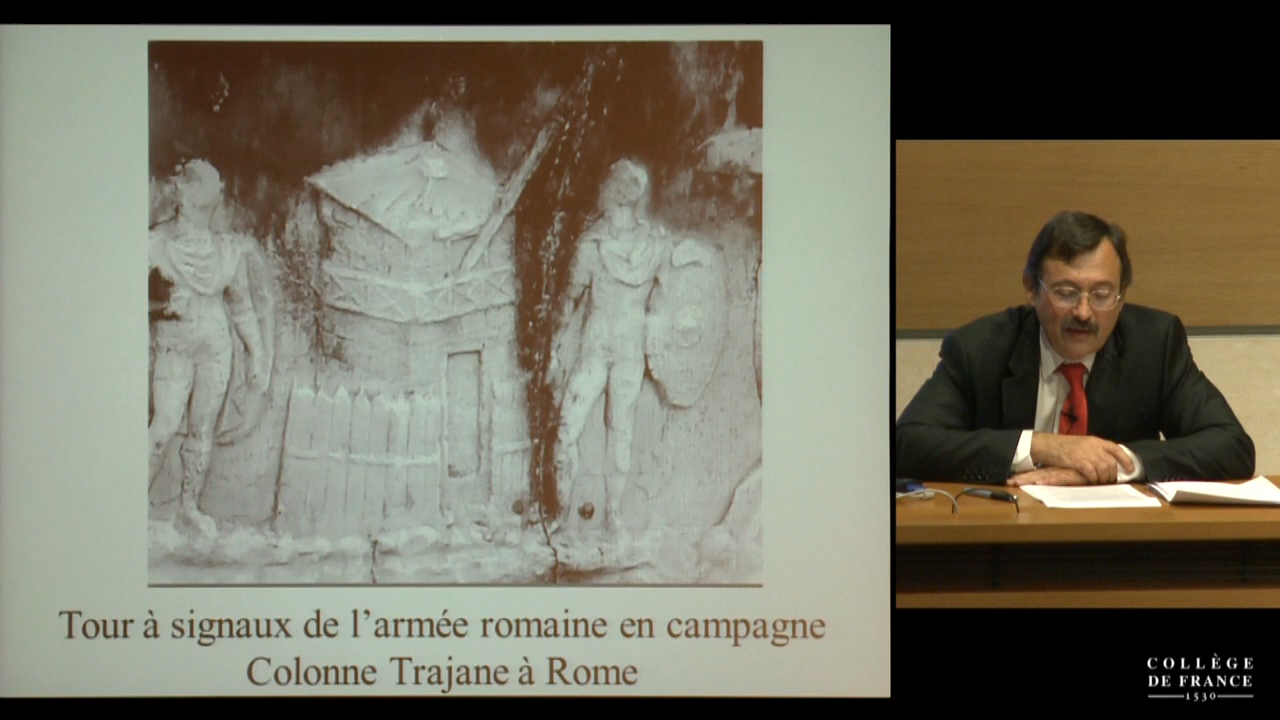 Tour à signaux de l'armée romaine en campagne
Colonne Trajane à Rome
COLLÈGE
DE FRANCE
1530